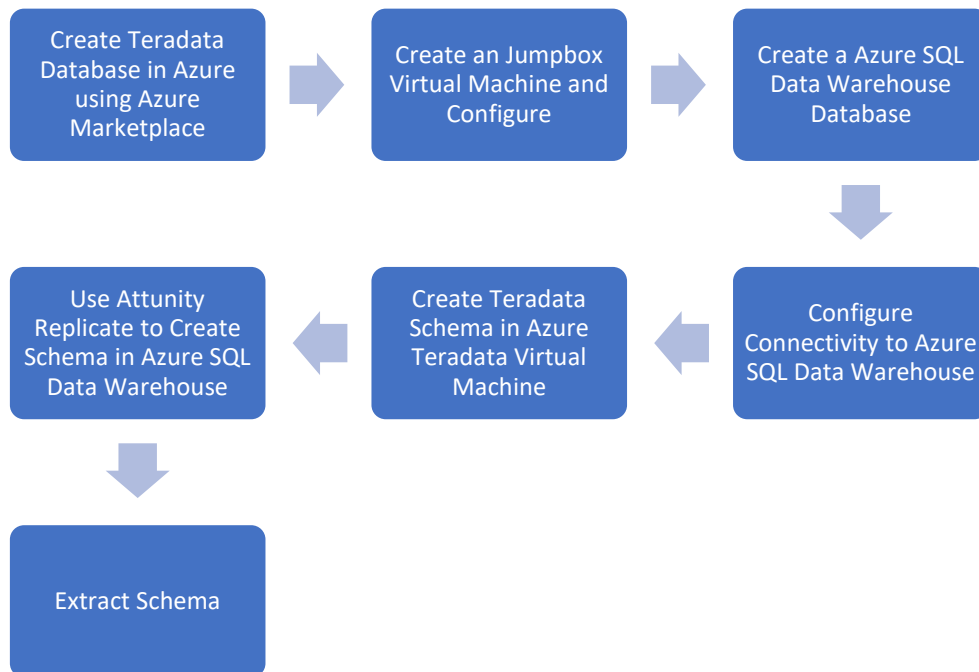 Create Teradata
Database in Azure
using Azure
Marketplace
Create an Jumpbox
Virtual Machine and
Configure
Create a Azure SQL
Data Warehouse
Database
Configure
Connectivity to Azure
SQL Data Warehouse
Create Teradata
Schema in Azure
Teradata Virtual
Machine
Use Attunity
Replicate to Create
Schema in Azure SQL
Data Warehouse
Extract Schema